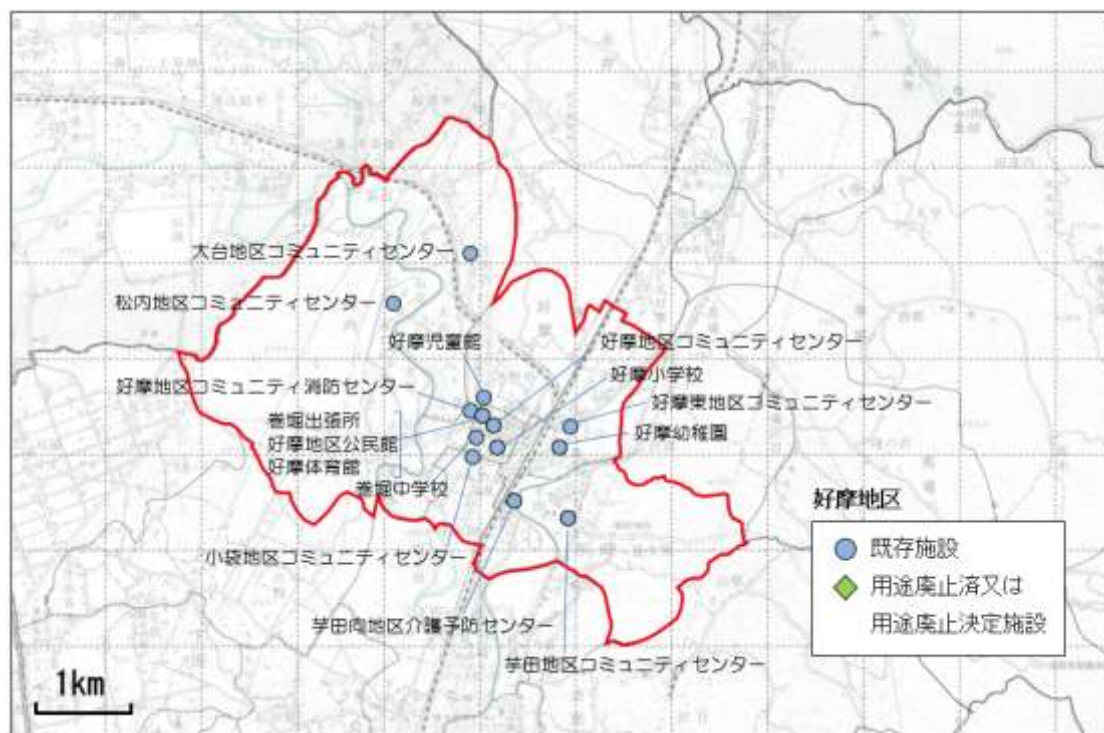 大台地区コミュニティセンター
松内地区コミュニティセンター
好摩児童館
好摩地区コミュニティセンター
好摩地区コミュニティ消防センター
好摩小学校
好摩東地区コミュニティセンター
巻堀出張所
好摩地区公民館
好摩幼稚園
好摩体育館
巻堀中学校
小袋地区コミュニティセンター
芋田向地区介護予防センター
芋田地区コミュニティセンター
好摩地区
既存施設
用途廃止済又は
用途廃止決定施設
1km